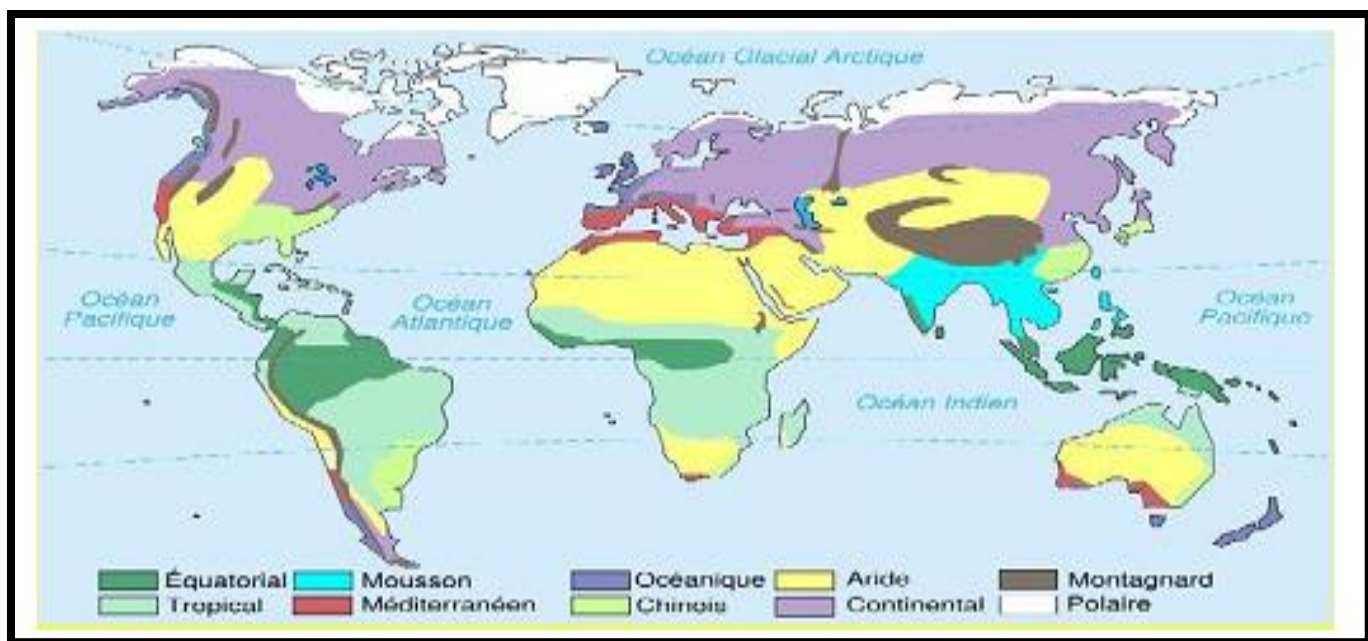 Océan Glacial Arctique
Océan
Pacifique
Océan
Atlantique
Océan
Pacifique
Océan Indien
Équatorial
Mousson
Océanique
Aride
Montagnard
Tropical
Méditerranéen
Chinois
Continental
Polaire